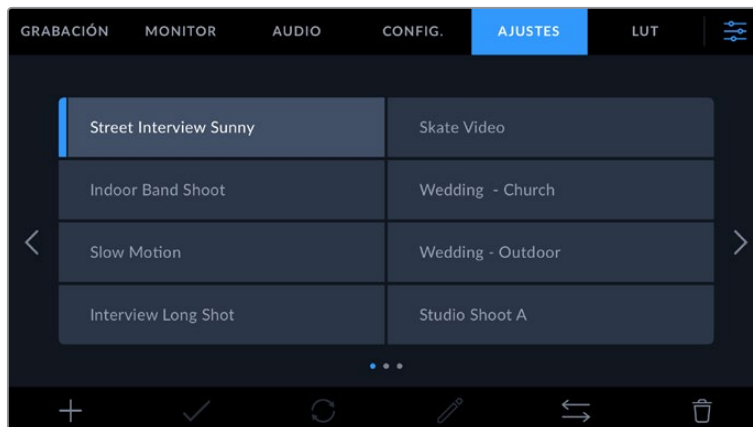 GRABACIÓN MONITOR AUDIO CONFIG. AJUSTES LUT
Street Interview Sunny Skate Video
Indoor Band Shoot Wedding - Church
Slow Motion Wedding - Outdoor
Interview Long Shot Studio Shoot A